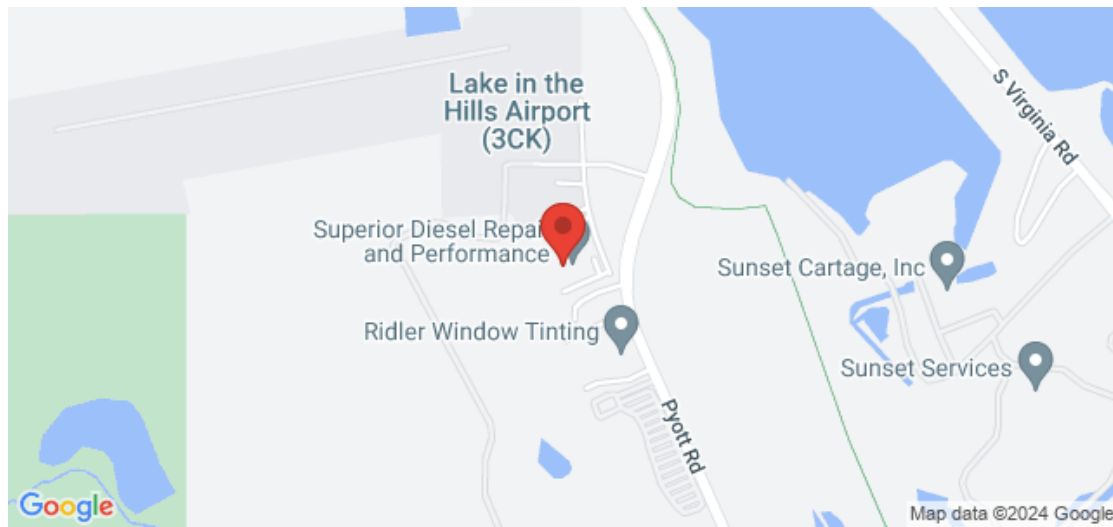 Lake in the
Hills Airport
(3CK)
S Virginia Rd
Superior Diesel Repair
and Performance
Sunset Cartage, Inc
Ridler Window Tinting
Sunset Services
Pyott Rd
Google
Map data ©2024 Google